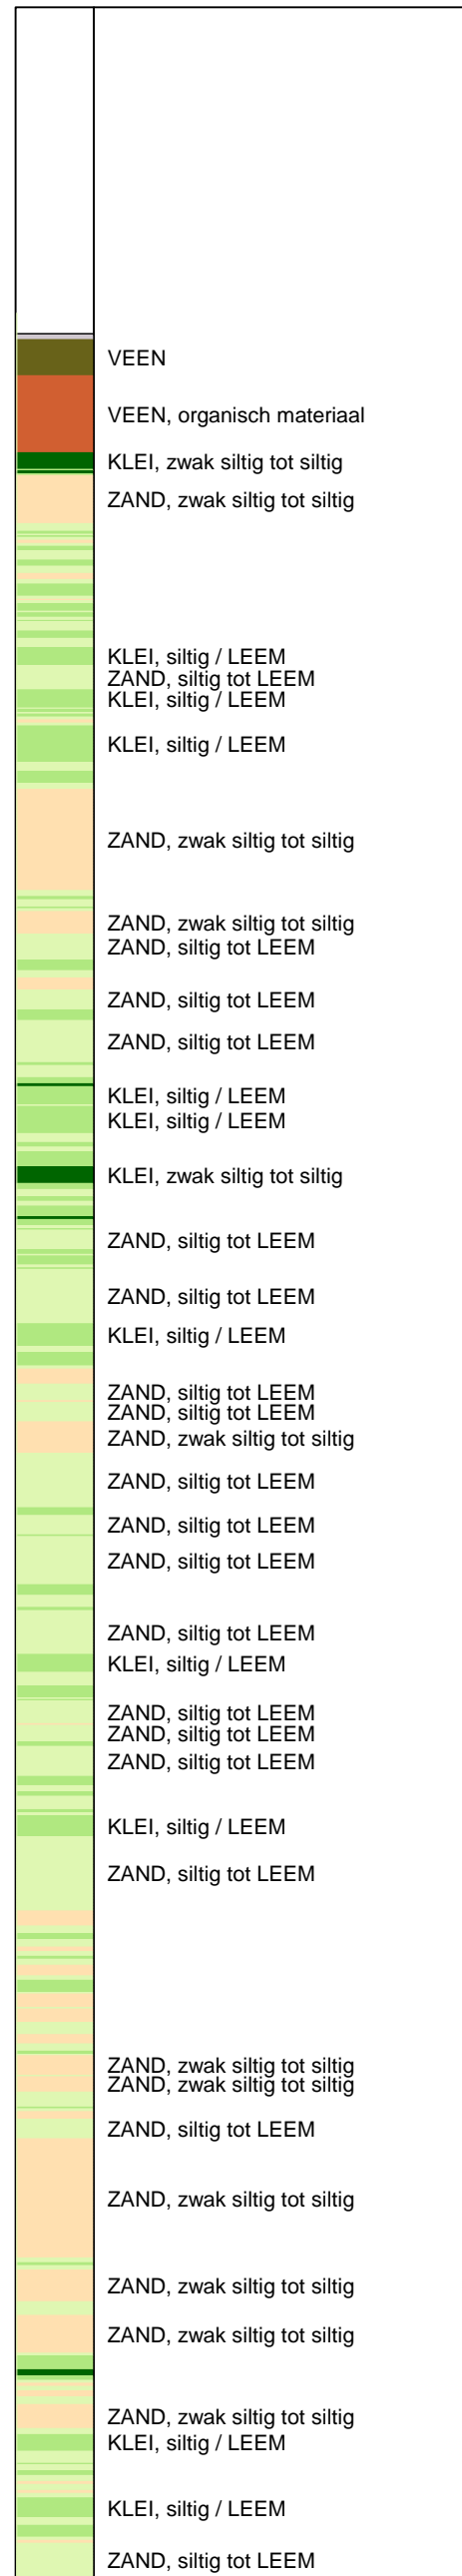 VEEN
VEEN, organisch materiaal
KLEI, zwak siltig tot siltig
ZAND, zwak siltig tot siltig
KLEI, siltig / LEEM
ZAND, siltig tot LEEM
KLEI, siltig / LEEM
KLEI, siltig / LEEM
ZAND, zwak siltig tot siltig
ZAND, zwak siltig tot siltig
ZAND, siltig tot LEEM
ZAND, siltig tot LEEM
ZAND, siltig tot LEEM
KLEI, siltig / LEEM
KLEI, siltig / LEEM
KLEI, zwak siltig tot siltig
ZAND, siltig tot LEEM
ZAND, siltig tot LEEM
KLEI, siltig / LEEM
ZAND, siltig tot LEEM
ZAND, siltig tot LEEM
ZAND, zwak siltig tot siltig
ZAND, siltig tot LEEM
ZAND, siltig tot LEEM
ZAND, siltig tot LEEM
ZAND, siltig tot LEEM
KLEI, siltig / LEEM
ZAND, siltig tot LEEM
ZAND, siltig tot LEEM
ZAND, siltig tot LEEM
KLEI, siltig / LEEM
ZAND, siltig tot LEEM
ZAND, zwak siltig tot siltig
ZAND, zwak siltig tot siltig
ZAND, siltig tot LEEM
ZAND, zwak siltig tot siltig
ZAND, zwak siltig tot siltig
ZAND, zwak siltig tot siltig
ZAND, zwak siltig tot siltig
KLEI, siltig / LEEM
KLEI, siltig / LEEM
ZAND, siltig tot LEEM